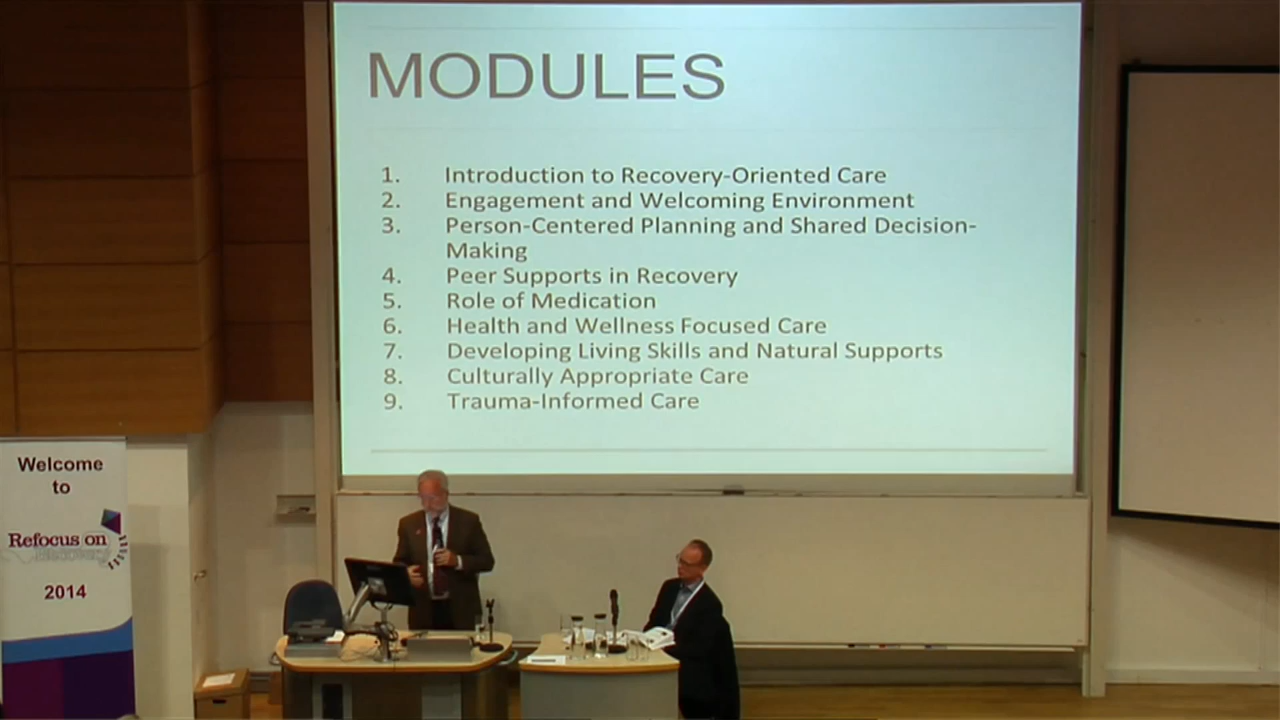 MODULES
1. Introduction to Recovery-Oriented Care
2. Engagement and Welcoming Environment
3. Person-Centered Planning and Shared Decision-
Making
4. Peer Supports in Recovery
5. Role of Medication
6. Health and Wellness Focused Care
7. Developing Living Skills and Natural Supports
8. Culturally Appropriate Care
9. Trauma-Informed Care
Welcome
to
Refocus on
Recovery
2014